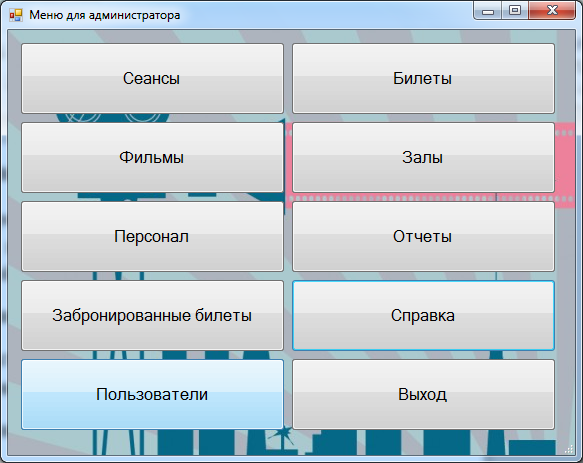 Меню для администратора
Сеансы
Билеты
Фильмы
Залы
Персонал
Отчеты
Забронированные билеты
Справка
Пользователи
Выход